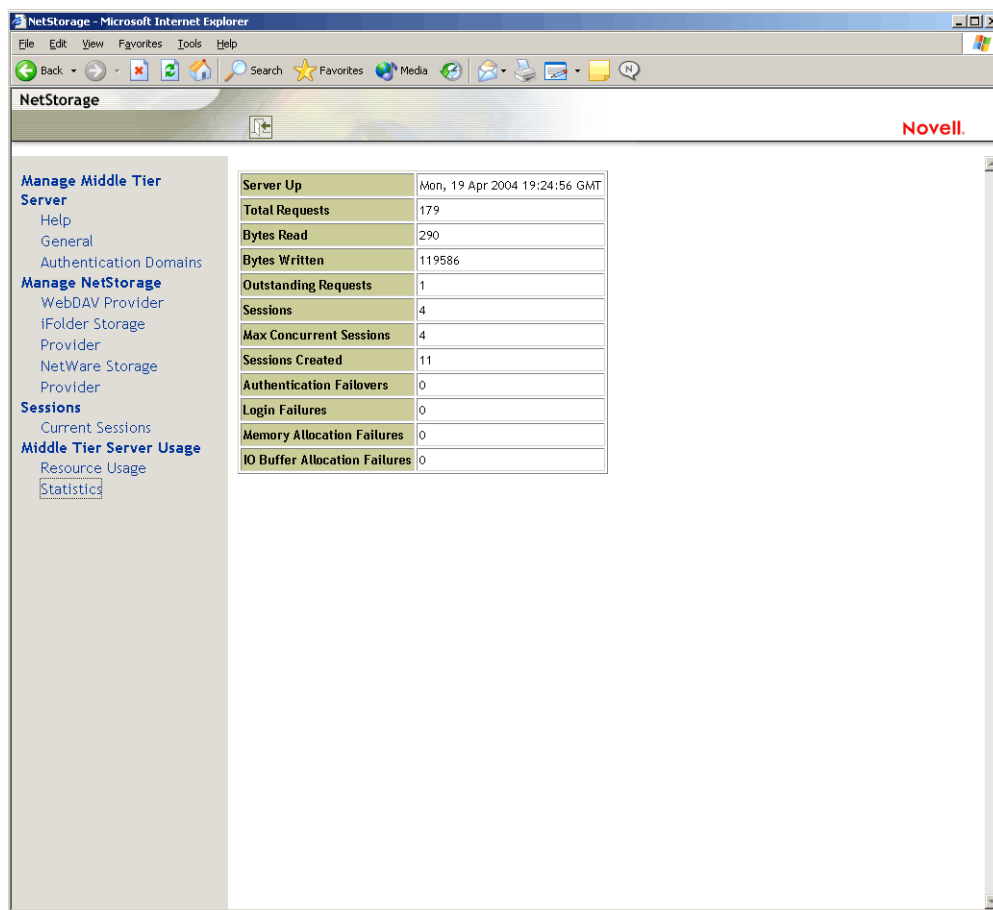 NetStorage - Microsoft Internet Explorer
File Edit View Favorites Tools Help
Back Search Favorites Media N
NetStorage
Novell.
Manage Middle Tier
Server
Help
General
Authentication Domains
Manage NetStorage
WebDAV Provider
iFolder Storage
Provider
NetWare Storage
Provider
Sessions
Current Sessions
Middle Tier Server Usage
Resource Usage
Statistics
Server Up Mon, 19 Apr 2004 19:24:56 GMT
Total Requests 179
Bytes Read 290
Bytes Written 119586
Outstanding Requests 1
Sessions 4
Max Concurrent Sessions 4
Sessions Created 11
Authentication Failovers 0
Login Failures 0
Memory Allocation Failures 0
IO Buffer Allocation Failures 0